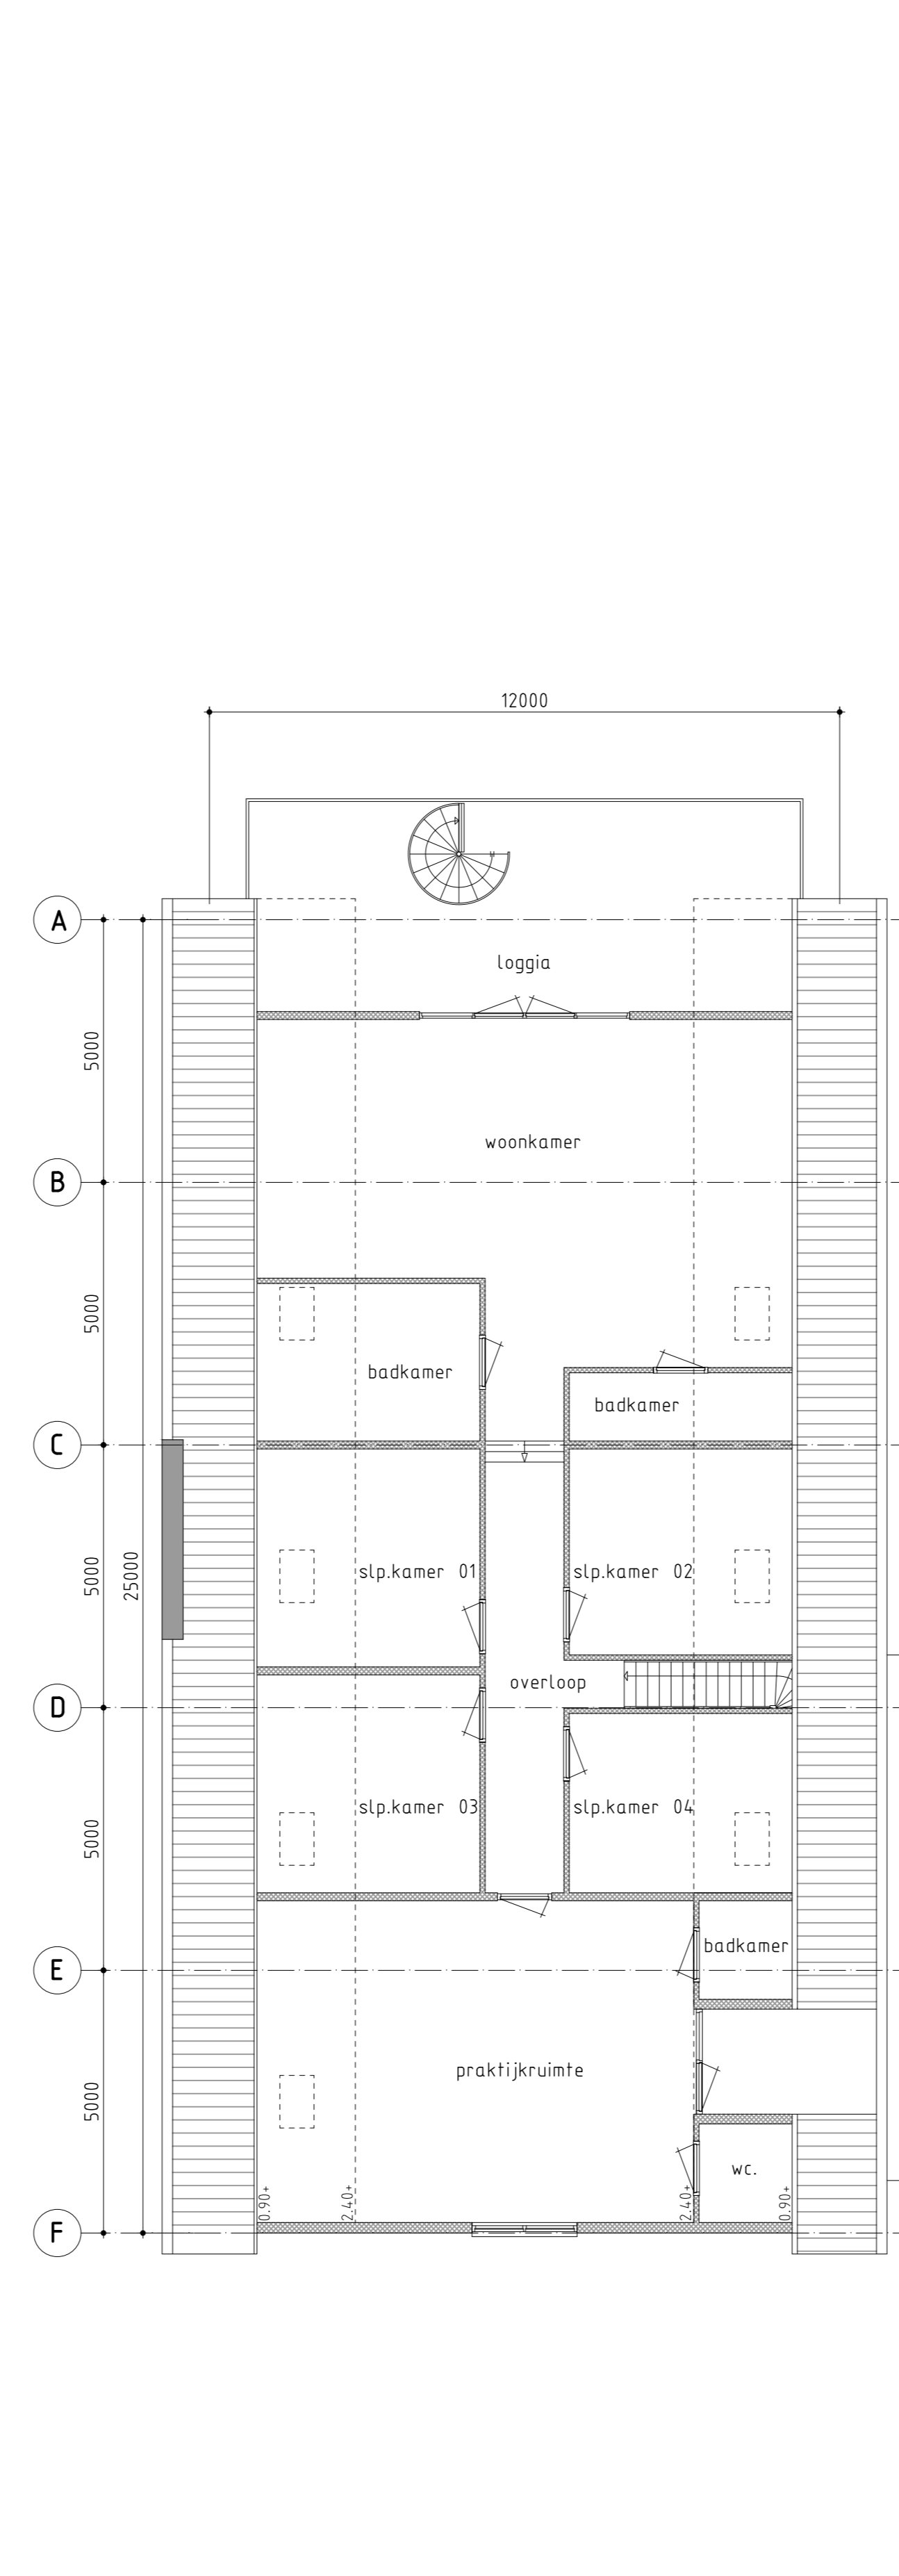 12000
A
loggia
5000
woonkamer
B
5000
badkamer
badkamer
C
5000
25000
slp.kamer 01
slp.kamer 02
overloop
D
slp.kamer 03
slp.kamer 04
5000
badkamer
E
praktijkruimte
5000
wc.
0.90+
2.40+
2.40+
0.90+
F